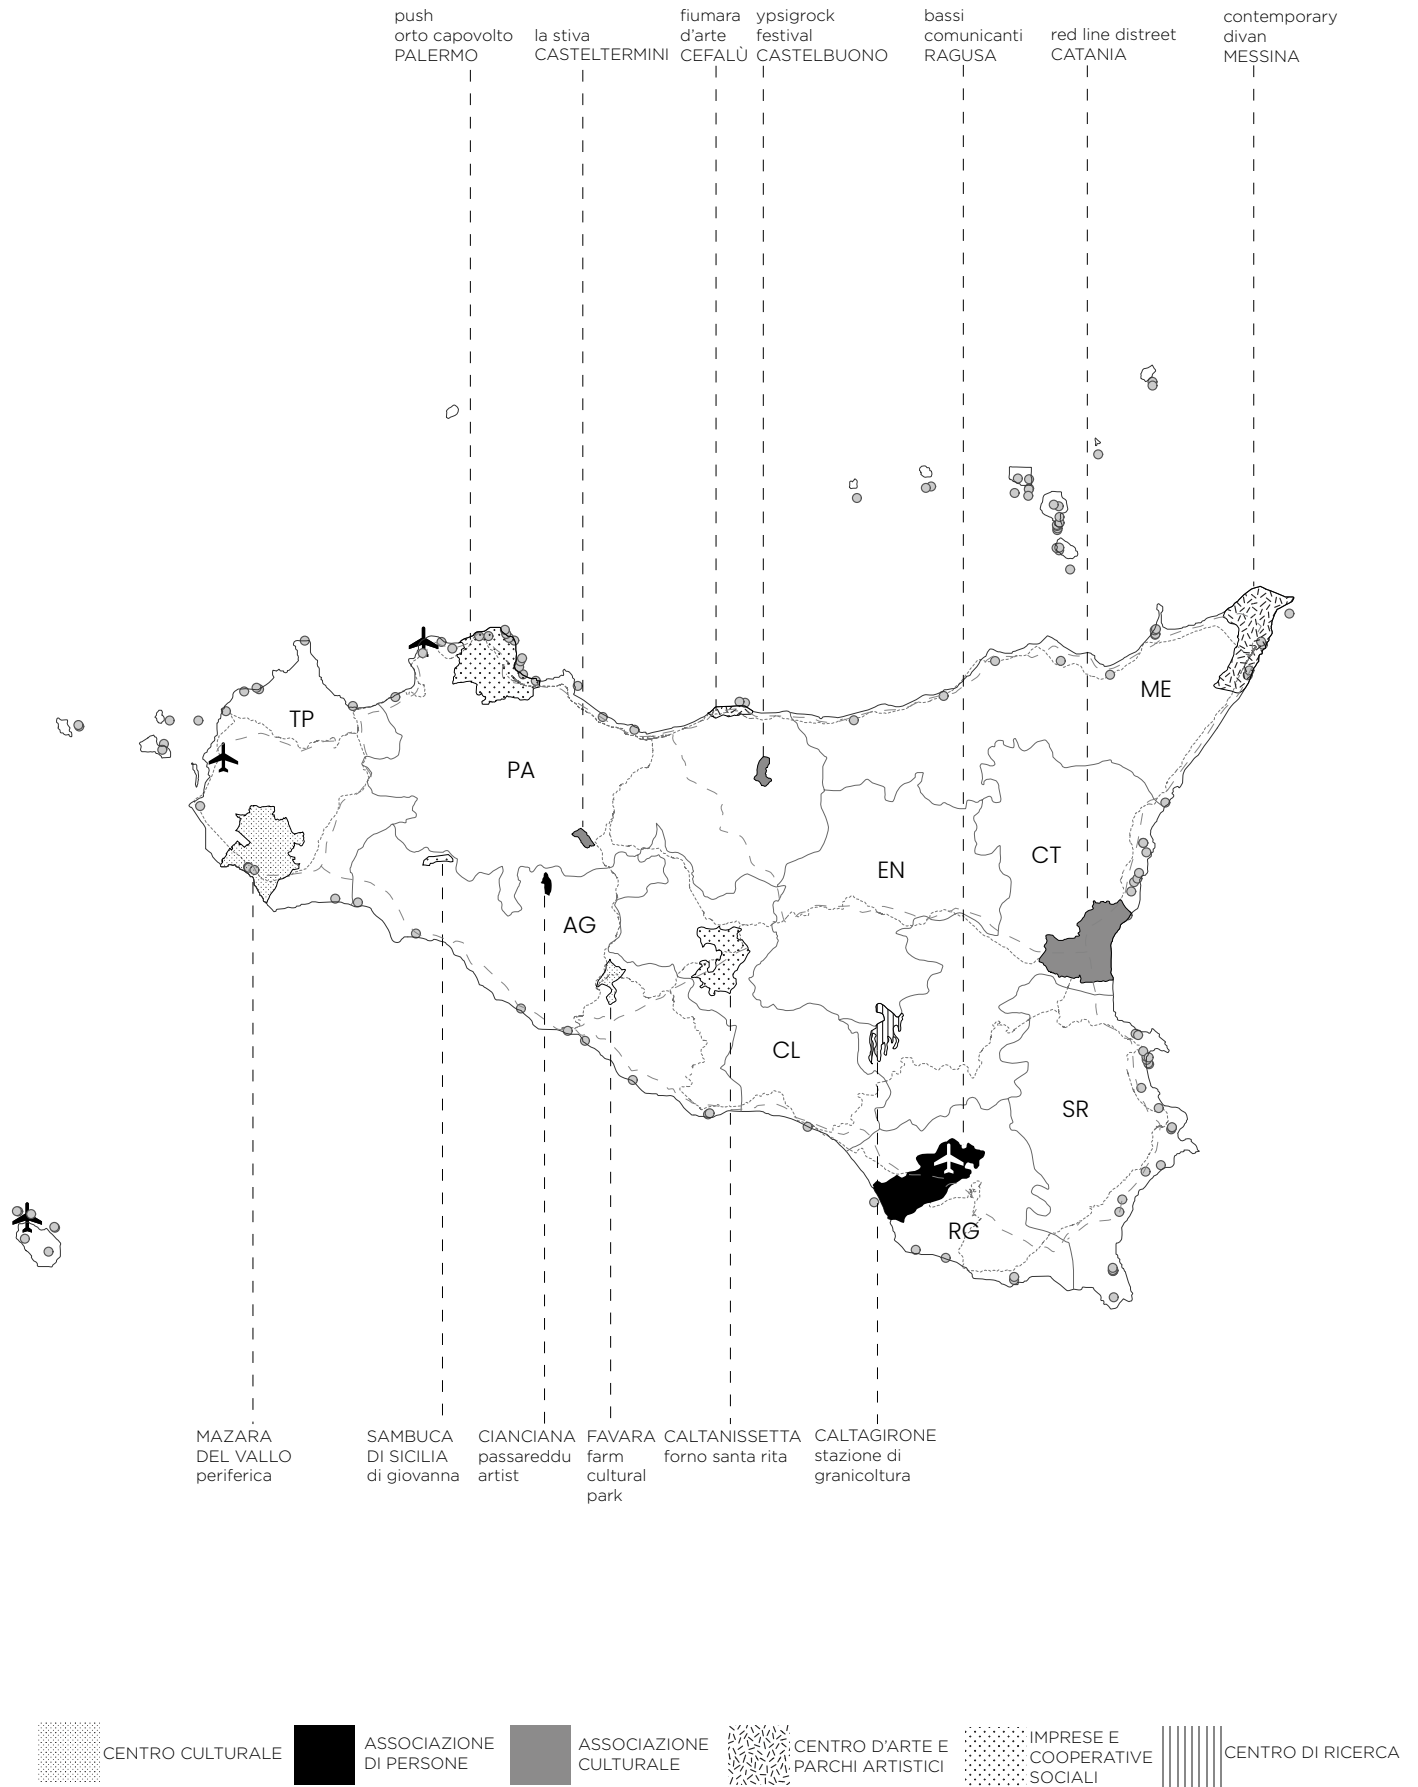 push
orto capovolto
PALERMO
la stiva
CASTELTERMINI
fiumara
d'arte
CEFALÙ
ypsigrock
festival
CASTELBUONO
bassi
comunicanti
RAGUSA
red line distreet
CATANIA
contemporary
divan
MESSINA
TP
PA
ME
EN
CT
AG
CL
SR
RG
MAZARA
DEL VALLO
periferica
SAMBUCA
DI SICILIA
di giovanna
CIANCIANA
passareddu
artist
FAVARA
farm
cultural
park
CALTANISSETTA
forno santa rita
CALTAGIRONE
stazione di
granicoltura
CENTRO CULTURALE
ASSOCIAZIONE
DI PERSONE
ASSOCIAZIONE
CULTURALE
CENTRO D'ARTE E
PARCHI ARTISTICI
IMPRESE E
COOPERATIVE
SOCIALI
CENTRO DI RICERCA